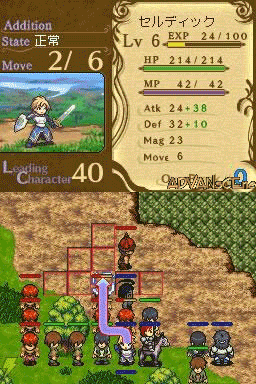 Addition
State 正常
Move 2/ 6
Leading Character 40
セルディック
Lv 6 EXP 24/100
HP 214/214
MP 42/ 42
Atk 24+38
Def 32+10
Mag 23
Move 6